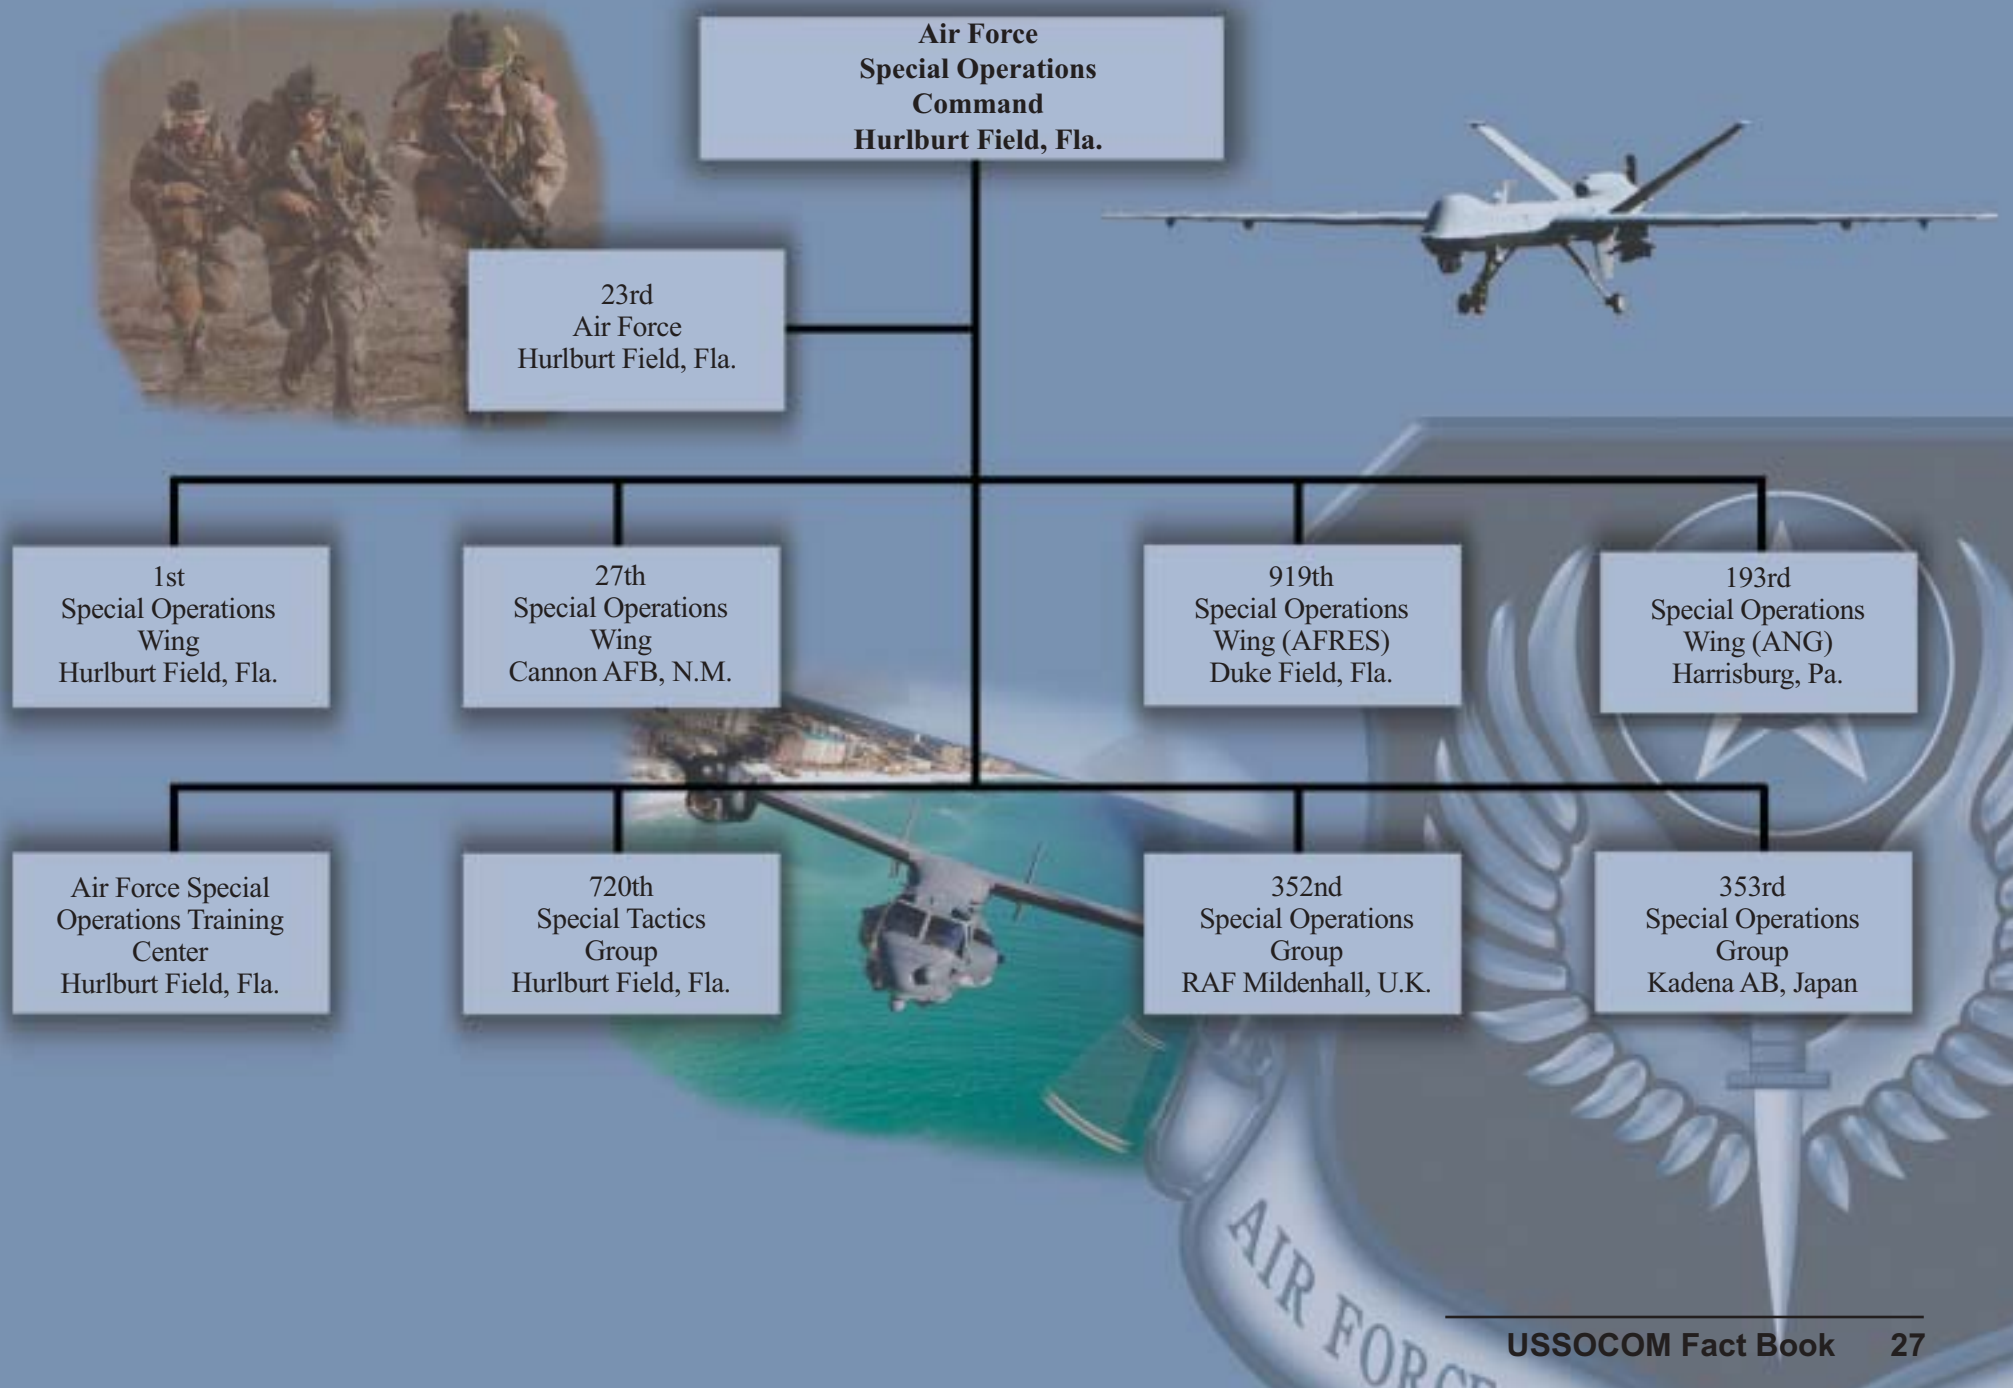 Air Force
Special Operations
Command
Hurlburt Field, Fla.
23rd
Air Force
Hurlburt Field, Fla.
1st
Special Operations
Wing
Hurlburt Field, Fla.
27th
Special Operations
Wing
Cannon AFB, N.M.
919th
Special Operations
Wing (AFRES)
Duke Field, Fla.
193rd
Special Operations
Wing (ANG)
Harrisburg, Pa.
Air Force Special
Operations Training
Center
Hurlburt Field, Fla.
720th
Special Tactics
Group
Hurlburt Field, Fla.
352nd
Special Operations
Group
RAF Mildenhall, U.K.
353rd
Special Operations
Group
Kadena AB, Japan
AIR FORCE
USSOCOM Fact Book 27